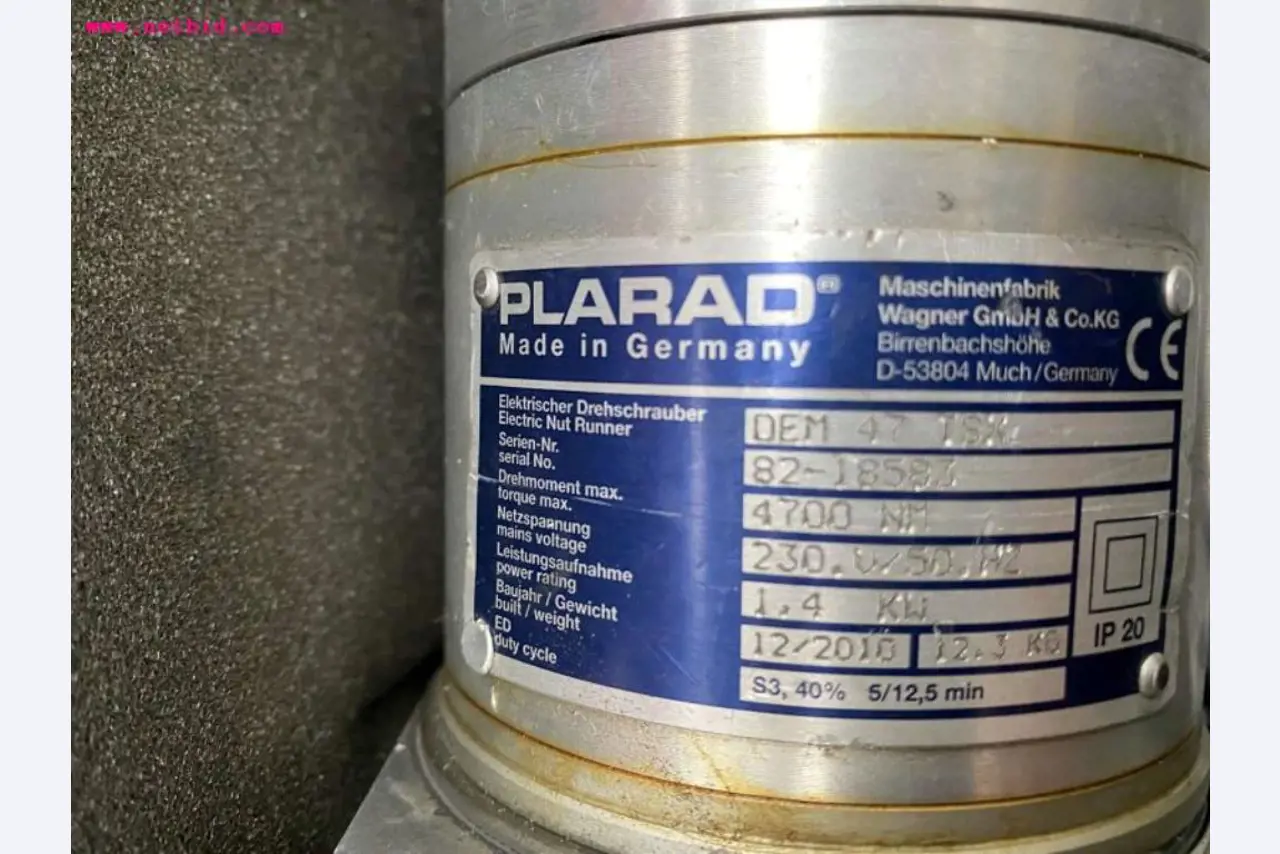 www.netbid.com
PLARAD®
Made in Germany
Maschinenfabrik
Wagner GmbH & Co.KG
Birrenbachshöhe
D-53804 Much/Germany
CE
Elektrischer Drehschrauber
Electric Nut Runner
DEM 47 TSX
Serien-Nr.
serial No.
82-18583
Drehmoment max.
torque max.
4700 NM
Netzspannung
mains voltage
230.V/50.HZ
Leistungsaufnahme
power rating
1.4 KW.
Baujahr / Gewicht
built / weight
12.3 KG
ED
duty cycle
S3, 40% 5/12,5 min
IP 20